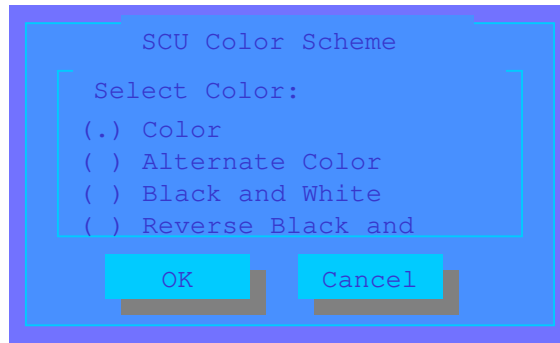 SCU Color Scheme
Select Color:
(.) Color
( ) Alternate Color
( ) Black and White
( ) Reverse Black and
OK Cancel